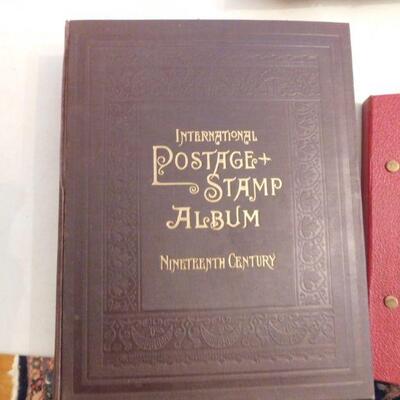 INTERNATIONAL
POSTAGE+
STAMP
ALBUM
NINETEENTH CENTURY